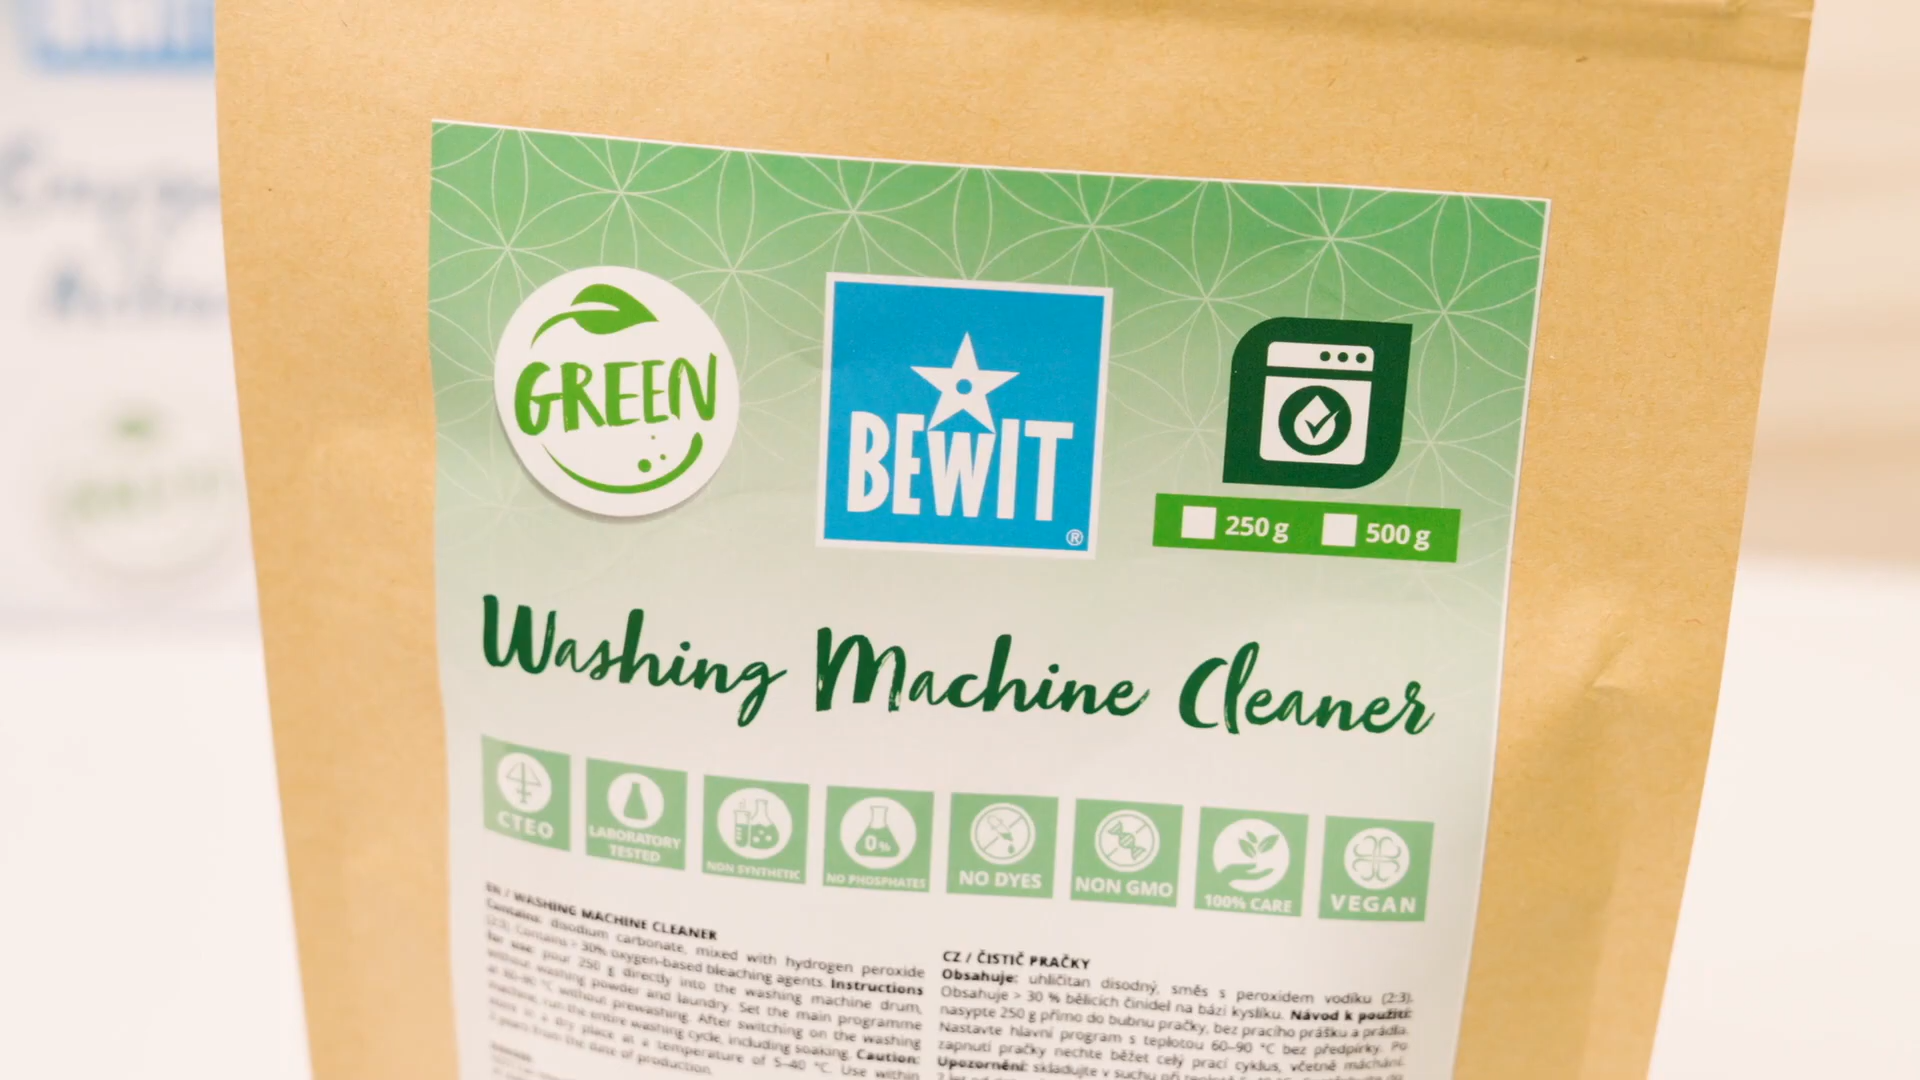 GREEN
BEWIT
®
250 g
500 g
Washing Machine Cleaner
CTEO
LABORATORY
TESTED
NON SYNTHETIC
0%
NO PHOSPHATES
NO DYES
NON GMO
100% CARE
VEGAN
EN / WASHING MACHINE CLEANER
Contains: disodium carbonate, mixed with hydrogen peroxide
(2:3). Contains > 30% oxygen-based bleaching agents. Instructions
for use: pour 250 g directly into the washing machine drum,
without washing powder and laundry. Set the main programme
at 60–90 °C without prewashing. After switching on the washing
machine, run the entire washing cycle, including soaking. Caution:
store in a dry place at a temperature of 5–40 °C. Use within
2 years from the date of production.
CZ / ČISTIČ PRAČKY
Obsahuje: uhličitan disodný, směs s peroxidem vodíku (2:3).
Obsahuje > 30 % bělicích činidel na bázi kyslíku. Návod k použití:
nasypte 250 g přímo do bubnu pračky, bez pracího prášku a prádla.
Nastavte hlavní program s teplotou 60–90 °C bez předpírky. Po
zapnutí pračky nechte běžet celý prací cyklus, včetně máchání.
Upozornění: skladujte v suchu při teplotě